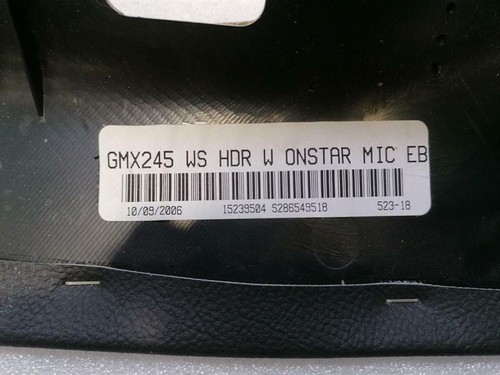 GMX245 WS HDR W ONSTAR MIC EB
10/09/2006 15239504 S286549518 523-18